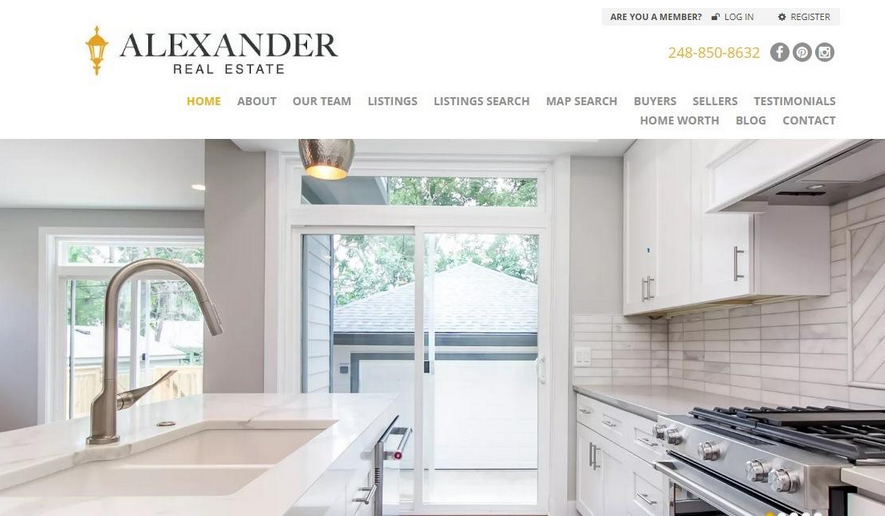 ARE YOU A MEMBER? LOG IN REGISTER
ALEXANDER
REAL ESTATE
248-850-8632
HOME ABOUT OUR TEAM LISTINGS LISTINGS SEARCH MAP SEARCH BUYERS SELLERS TESTIMONIALS
HOME WORTH BLOG CONTACT